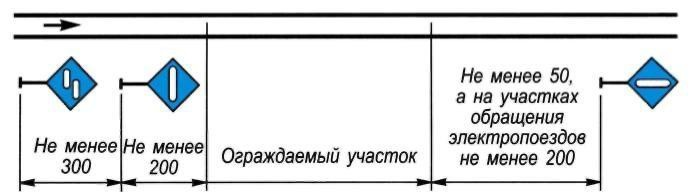 Не менее
300
Не менее
200
Ограждаемый участок
Не менее 50,
а на участках
обращения
электропоездов
не менее 200